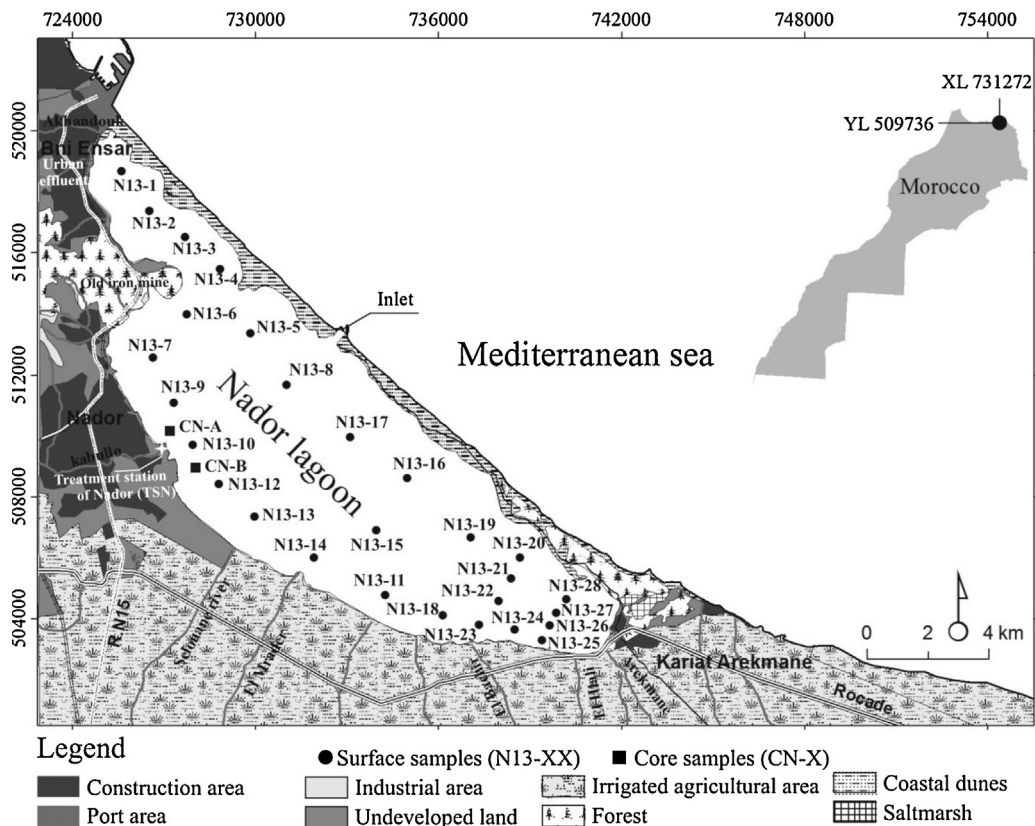 724000 730000 736000 742000 748000 754000
520000
516000
512000
508000
504000
XL 731272
YL 509736
Morocco
Akhandouk
Bni Ensar
Urban
effluent
N13-1
N13-2
N13-3
N13-4
Old iron mine
N13-6
N13-5
Inlet
Mediterranean sea
N13-7
N13-8
N13-9
Nador lagoon
N13-17
Nador
CN-A
N13-10
N13-16
kabullo
CN-B
Treatment station
of Nador (TSN)
N13-12
N13-13
N13-19
N13-14
N13-15
N13-20
N13-21
N13-11
N13-22
N13-28
N13-18
N13-24
N13-27
N13-23
N13-26
N13-25
R.N15
river
El Mrader
Arekmane
Kariat Arekmane
Rocade
0 2 4 km
Legend
Surface samples (N13-XX) Core samples (CN-X)
Construction area Industrial area Irrigated agricultural area Coastal dunes
Port area Undeveloped land Forest Saltmarsh